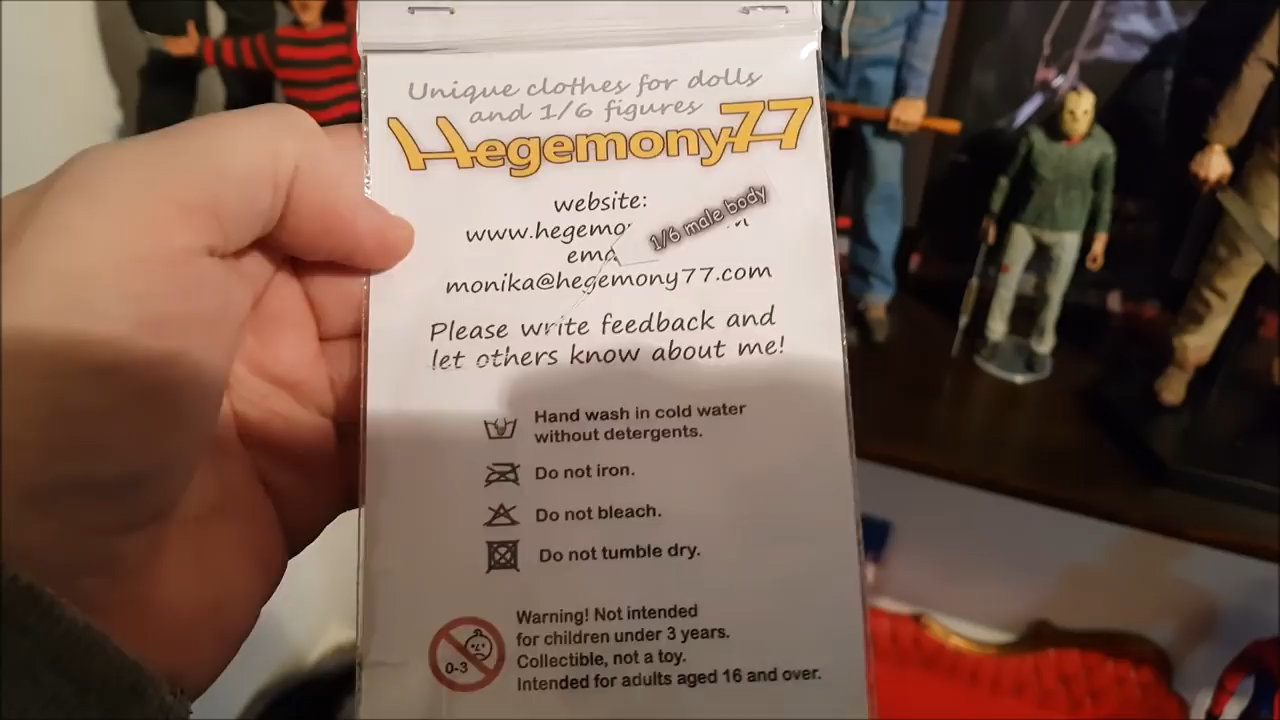 Unique clothes for dolls
and 1/6 figures
Hegemony77
website:
1/6 male body
monika@hegemony77.com
Please write feedback and
let others know about me!
Hand wash in cold water
without detergents.
Do not iron.
Do not bleach.
Do not tumble dry.
0-3
Warning! Not intended
for children under 3 years.
Collectible, not a toy.
Intended for adults aged 16 and over.